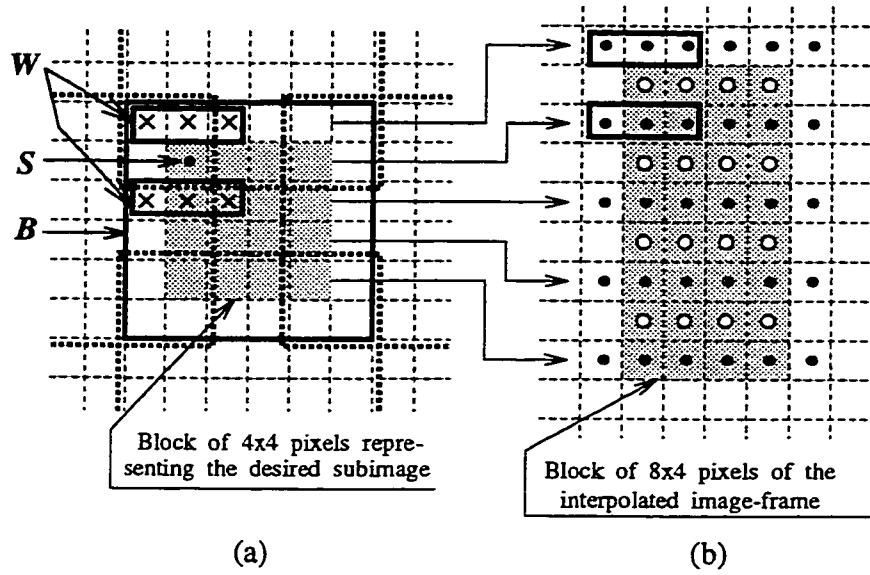 W
S
B
Block of 4x4 pixels repre-
senting the desired subimage
(a)
Block of 8x4 pixels of the
interpolated image-frame
(b)